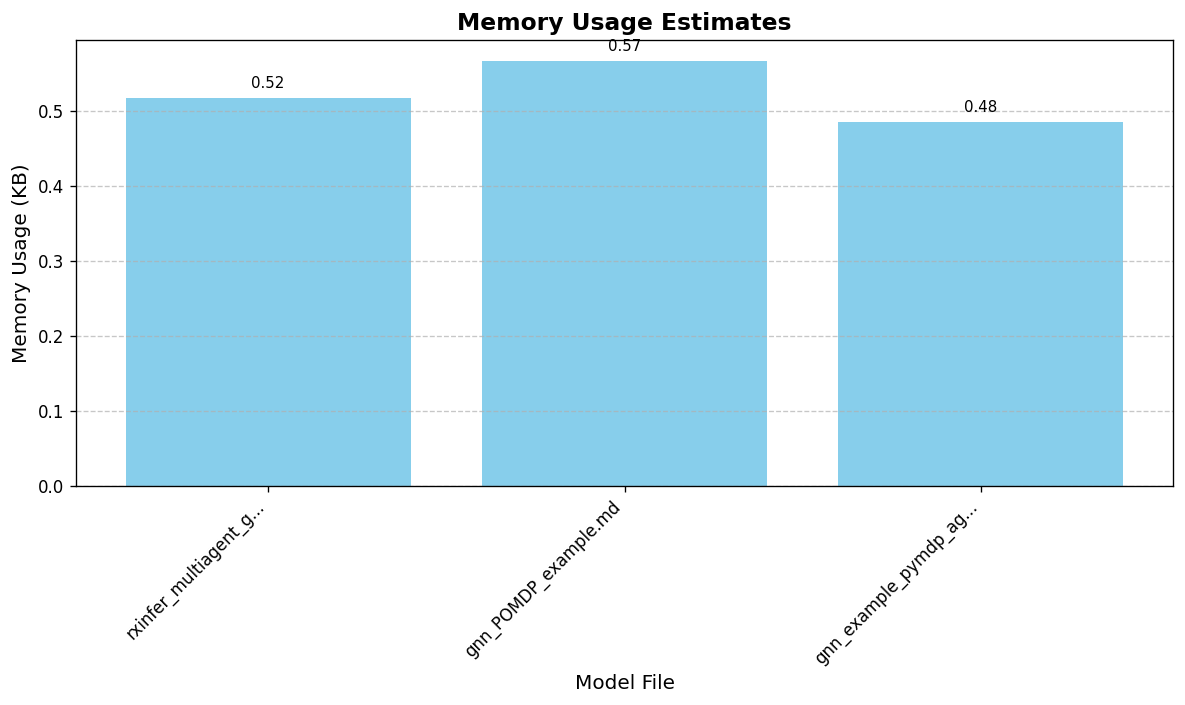 Memory Usage Estimates
0.57
0.52
0.48
0.5
0.4
0.3
0.2
0.1
0.0
Memory Usage (KB)
rxinfer_multiagent_g...
gnn_POMDP_example.md
gnn_example_pymdp_ag...
Model File